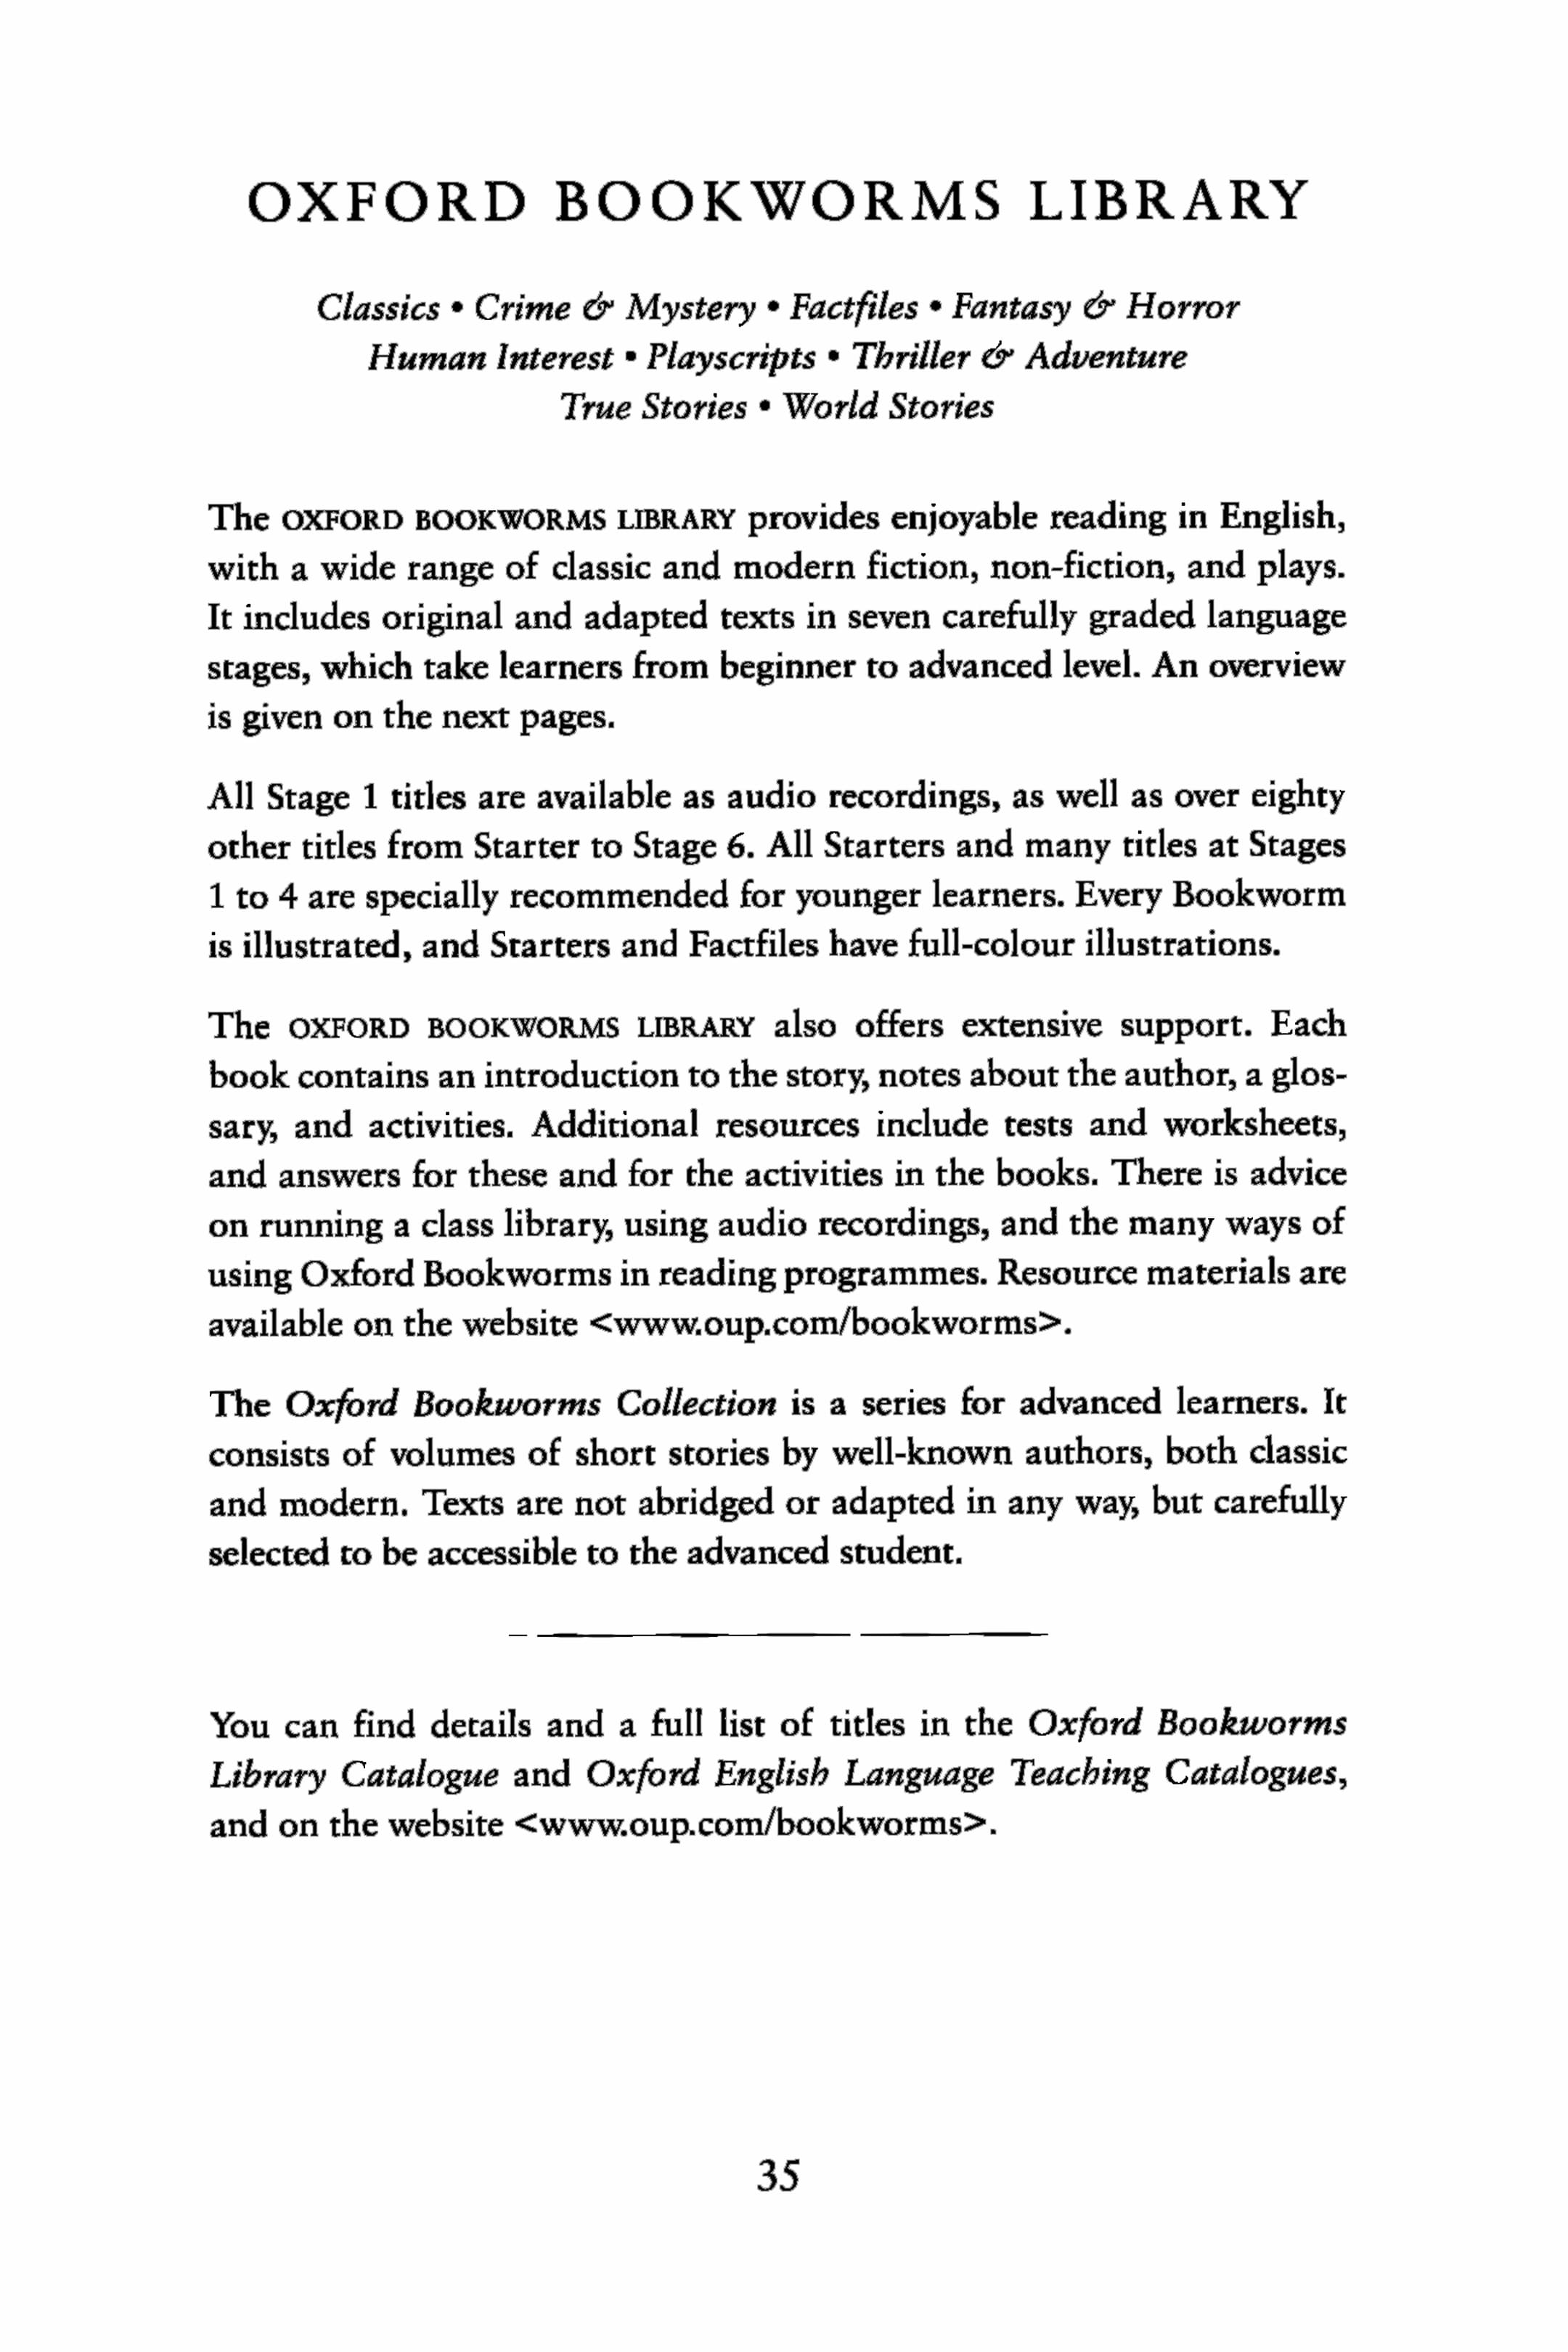 OXFORD BOOKWORMS LIBRARY
Classics • Crime & Mystery • Factfiles • Fantasy & Horror
Human Interest • Playscripts • Thriller & Adventure
True Stories • World Stories
The OXFORD BOOKWORMS LIBRARY provides enjoyable reading in English,
with a wide range of classic and modern fiction, non-fiction, and plays.
It includes original and adapted texts in seven carefully graded language
stages, which take learners from beginner to advanced level. An overview
is given on the next pages.
All Stage 1 titles are available as audio recordings, as well as over eighty
other titles from Starter to Stage 6. All Starters and many titles at Stages
1 to 4 are specially recommended for younger learners. Every Bookworm
is illustrated, and Starters and Factfiles have full-colour illustrations.
The OXFORD BOOKWORMS LIBRARY also offers extensive support. Each
book contains an introduction to the story, notes about the author, a glos-
sary, and activities. Additional resources include tests and worksheets,
and answers for these and for the activities in the books. There is advice
on running a class library, using audio recordings, and the many ways of
using Oxford Bookworms in reading programmes. Resource materials are
available on the website <www.oup.com/bookworms>.
The Oxford Bookworms Collection is a series for advanced learners. It
consists of volumes of short stories by well-known authors, both classic
and modern. Texts are not abridged or adapted in any way, but carefully
selected to be accessible to the advanced student.
You can find details and a full list of titles in the Oxford Bookworms
Library Catalogue and Oxford English Language Teaching Catalogues,
and on the website <www.oup.com/bookworms>.
35